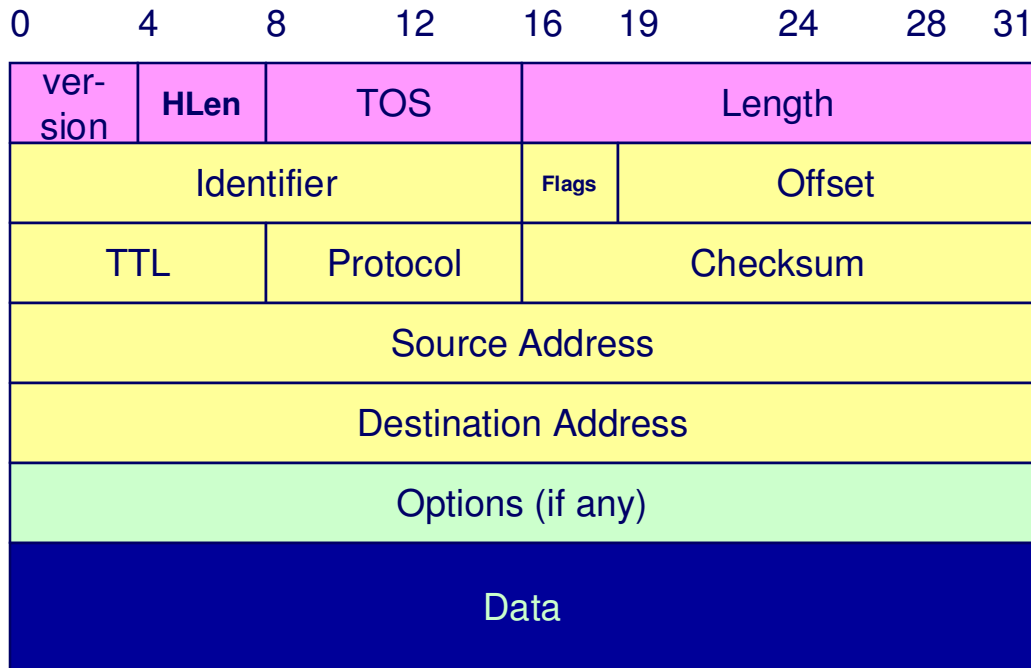 0 4 8 12 16 19 24 28 31
ver-
sion HLen TOS Length
Identifier Flags Offset
TTL Protocol Checksum
Source Address
Destination Address
Options (if any)
Data